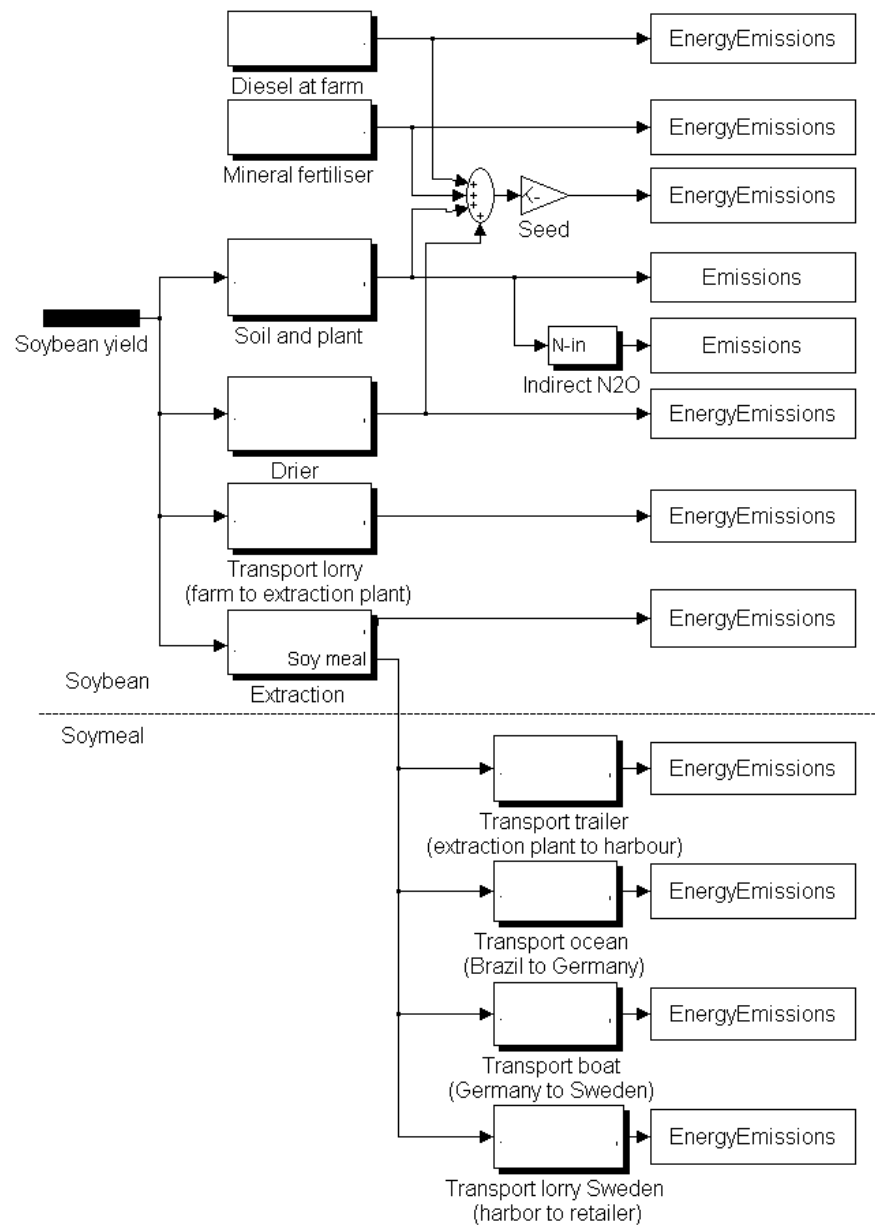 EnergyEmissions
Diesel at farm
EnergyEmissions
Mineral fertiliser
+
+
+
+
EnergyEmissions
Seed
Emissions
Soil and plant
Soybean yield
N-in
Emissions
Indirect N2O
EnergyEmissions
Drier
EnergyEmissions
Transport lorry
(farm to extraction plant)
EnergyEmissions
Soy meal
Extraction
Soybean
Soymeal
EnergyEmissions
Transport trailer
(extraction plant to harbour)
EnergyEmissions
Transport ocean
(Brazil to Germany)
EnergyEmissions
Transport boat
(Germany to Sweden)
EnergyEmissions
Transport lorry Sweden
(harbor to retailer)